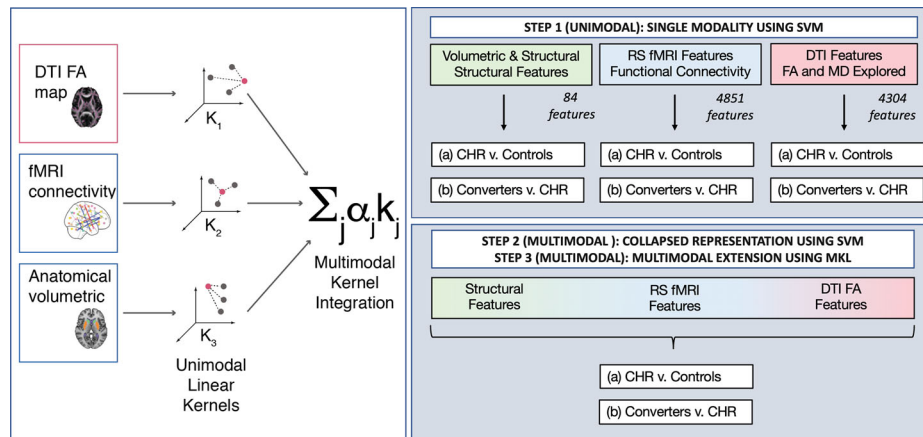 DTI FA
map
K1
fMRI
connectivity
K2
Anatomical
volumetric
K3
Unimodal
Linear
Kernels
∑jαjkj
Multimodal
Kernel
Integration
STEP 1 (UNIMODAL): SINGLE MODALITY USING SVM
Volumetric & Structural
Structural Features
RS fMRI Features
Functional Connectivity
DTI Features
FA and MD Explored
84
features
4851
features
4304
features
(a) CHR v. Controls
(a) CHR v. Controls
(a) CHR v. Controls
(b) Converters v. CHR
(b) Converters v. CHR
(b) Converters v. CHR
STEP 2 (MULTIMODAL ): COLLAPSED REPRESENTATION USING SVM
STEP 3 (MULTIMODAL): MULTIMODAL EXTENSION USING MKL
Structural
Features
RS fMRI
Features
DTI FA
Features
(a) CHR v. Controls
(b) Converters v. CHR